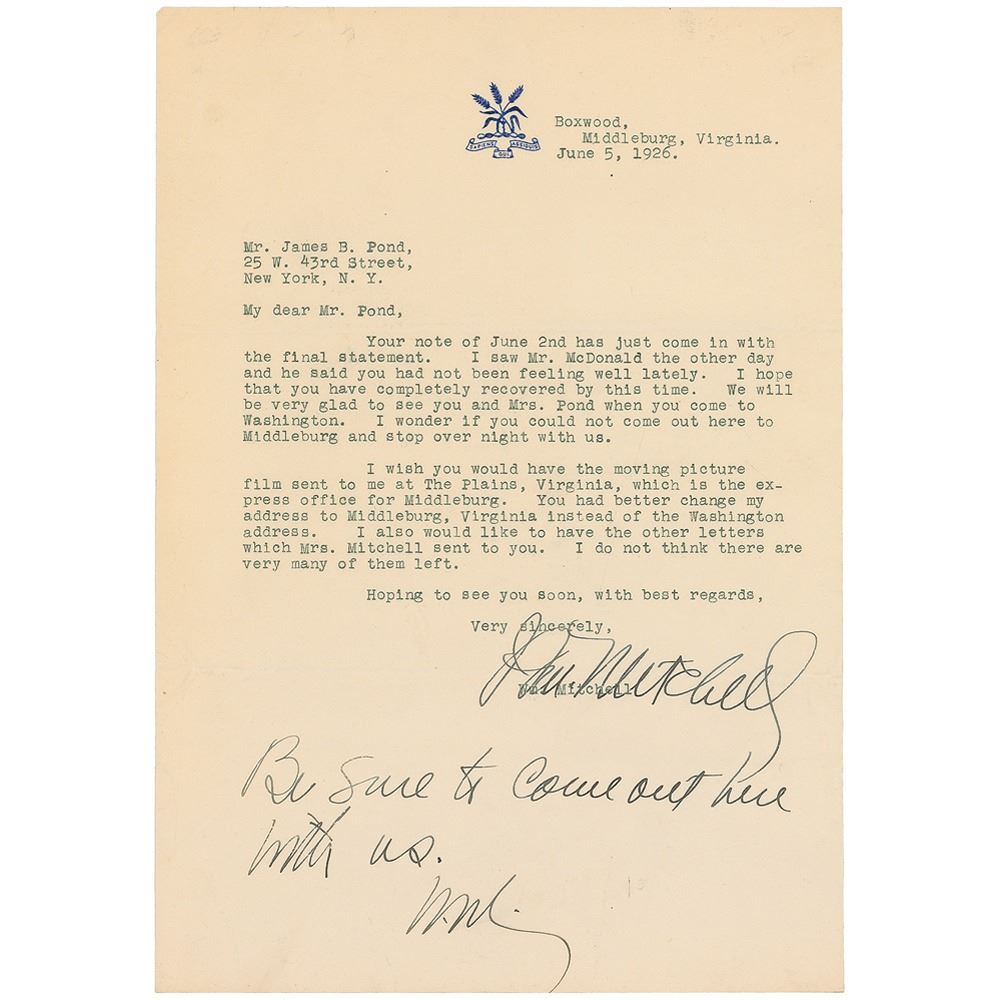 SAPIENS QUI ASSIDUUS
Boxwood,
Middleburg, Virginia.
June 5, 1926.
Mr. James B. Pond,
25 W. 43rd Street,
New York, N. Y.
My dear Mr. Pond,
Your note of June 2nd has just come in with
the final statement. I saw Mr. McDonald the other day
and he said you had not been feeling well lately. I hope
that you have completely recovered by this time. We will
be very glad to see you and Mrs. Pond when you come to
Washington. I wonder if you could not come out here to
Middleburg and stop over night with us.
I wish you would have the moving picture
film sent to me at The Plains, Virginia, which is the ex-
press office for Middleburg. You had better change my
address to Middleburg, Virginia instead of the Washington
address. I also would like to have the other letters
which Mrs. Mitchell sent to you. I do not think there are
very many of them left.
Hoping to see you soon, with best regards,
Very sincerely,
Wm. Mitchell
Wm. Mitchell
Be sure to come out here
with us.
W.M.